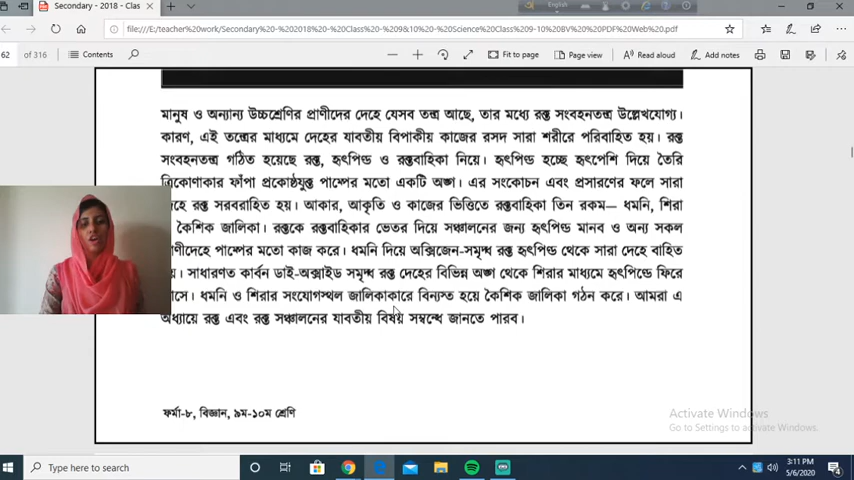 Secondary - 2018 - Clas
English
file:///E:/teacher%20work/Secondary%20-%202018%20-%20Class%20-%209&10%20-%20Science%20Class%209-10%20BV%20%20PDF%20Web%20.pdf
62 of 316 Contents Fit to page Page view Read aloud Add notes
মানুষ ও অন্যান্য উচ্চশ্রেণির প্রাণীদের দেহে যেসব তন্ত্র আছে, তার মধ্যে রক্ত সংবহনতন্ত্র উল্লেখযোগ্য।
কারণ, এই তন্ত্রের মাধ্যমে দেহের যাবতীয় বিপাকীয় কাজের রসদ সারা শরীরে পরিবাহিত হয়। রক্ত
সংবহনতন্ত্র গঠিত হয়েছে রক্ত, হৃৎপিন্ড ও রক্তবাহিকা নিয়ে। হৃৎপিন্ড হচ্ছে হৃৎপেশি দিয়ে তৈরি
ত্রিকোণাকার ফাঁপা প্রকোষ্ঠযুক্ত পাম্পের মতো একটি অঙ্গ। এর সংকোচন এবং প্রসারণের ফলে সারা
দেহে রক্ত সরবরাহিত হয়। আকার, আকৃতি ও কাজের ভিত্তিতে রক্তবাহিকা তিন রকম— ধমনি, শিরা
কৈশিক জালিকা। রক্তকে রক্তবাহিকার ভেতর দিয়ে সঞ্চালনের জন্য হৃৎপিন্ড মানব ও অন্য সকল
াণীদেহে পাম্পের মতো কাজ করে। ধমনি দিয়ে অক্সিজেন-সমৃদ্ধ রক্ত হৃৎপিন্ড থেকে সারা দেহে বাহিত
য়। সাধারণত কার্বন ডাই-অক্সাইড সমৃদ্ধ রক্ত দেহের বিভিন্ন অঙ্গ থেকে শিরার মাধ্যমে হৃৎপিন্ডে ফিরে
আসে। ধমনি ও শিরার সংযোগস্থল জালিকাকারে বিন্যস্ত হয়ে কৈশিক জালিকা গঠন করে। আমরা এ
অধ্যায়ে রক্ত এবং রক্ত সঞ্চালনের যাবতীয় বিষয় সম্বন্ধে জানতে পারব।
ফর্মা-৮, বিজ্ঞান, ৯ম-১০ম শ্রেণি
Activate Windows
Go to Settings to activate Windows.
Type here to search
3:11 PM
5/6/2020
4